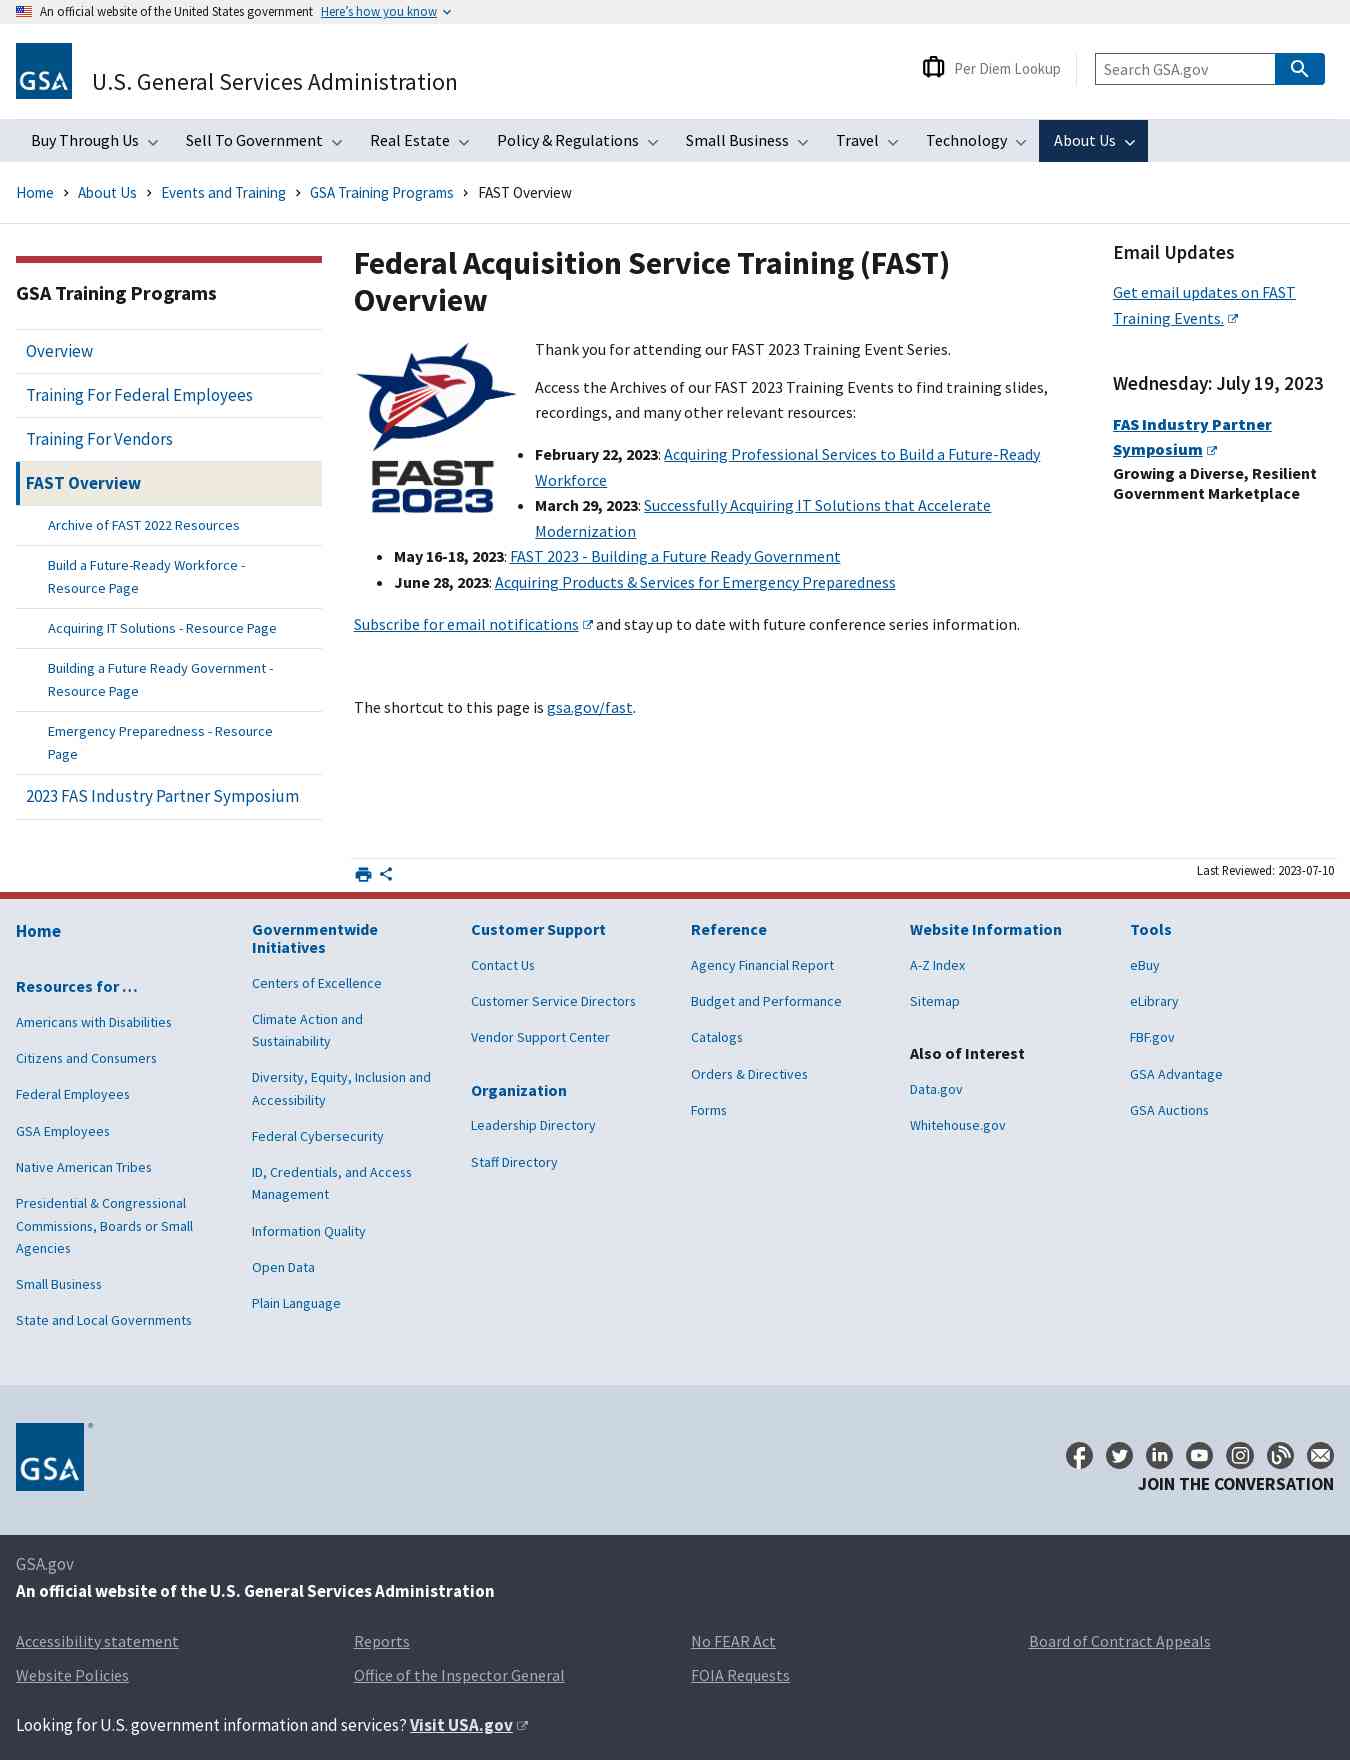 An official website of the United States government Here's how you know
GSA
U.S. General Services Administration
Per Diem Lookup
Search GSA.gov
Buy Through Us Sell To Government Real Estate Policy & Regulations Small Business Travel Technology About Us
Home > About Us > Events and Training > GSA Training Programs > FAST Overview
GSA Training Programs
Overview
Training For Federal Employees
Training For Vendors
FAST Overview
Archive of FAST 2022 Resources
Build a Future-Ready Workforce -
Resource Page
Acquiring IT Solutions - Resource Page
Building a Future Ready Government -
Resource Page
Emergency Preparedness - Resource
Page
2023 FAS Industry Partner Symposium
Federal Acquisition Service Training (FAST)
Overview
FAST
2023
Thank you for attending our FAST 2023 Training Event Series.
Access the Archives of our FAST 2023 Training Events to find training slides,
recordings, and many other relevant resources:
• February 22, 2023: Acquiring Professional Services to Build a Future-Ready
Workforce
• March 29, 2023: Successfully Acquiring IT Solutions that Accelerate
Modernization
• May 16-18, 2023: FAST 2023 - Building a Future Ready Government
• June 28, 2023: Acquiring Products & Services for Emergency Preparedness
Subscribe for email notifications and stay up to date with future conference series information.
The shortcut to this page is gsa.gov/fast.
Email Updates
Get email updates on FAST
Training Events.
Wednesday: July 19, 2023
FAS Industry Partner
Symposium
Growing a Diverse, Resilient
Government Marketplace
Last Reviewed: 2023-07-10
Home
Resources for …
Americans with Disabilities
Citizens and Consumers
Federal Employees
GSA Employees
Native American Tribes
Presidential & Congressional
Commissions, Boards or Small
Agencies
Small Business
State and Local Governments
Governmentwide
Initiatives
Centers of Excellence
Climate Action and
Sustainability
Diversity, Equity, Inclusion and
Accessibility
Federal Cybersecurity
ID, Credentials, and Access
Management
Information Quality
Open Data
Plain Language
Customer Support
Contact Us
Customer Service Directors
Vendor Support Center
Organization
Leadership Directory
Staff Directory
Reference
Agency Financial Report
Budget and Performance
Catalogs
Orders & Directives
Forms
Website Information
A-Z Index
Sitemap
Also of Interest
Data.gov
Whitehouse.gov
Tools
eBuy
eLibrary
FBF.gov
GSA Advantage
GSA Auctions
GSA ®
JOIN THE CONVERSATION
GSA.gov
An official website of the U.S. General Services Administration
Accessibility statement Reports No FEAR Act Board of Contract Appeals
Website Policies Office of the Inspector General FOIA Requests
Looking for U.S. government information and services? Visit USA.gov